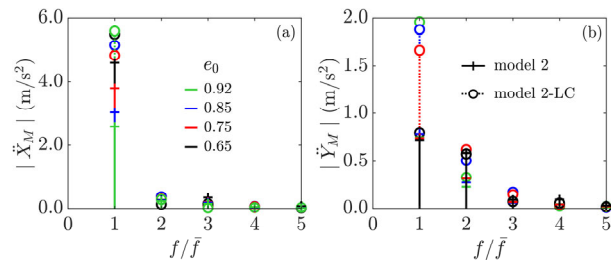 (a)
| Ẍ_M | (m/s²)
6.0
4.0
2.0
0.0
e₀
0.92
0.85
0.75
0.65
0 1 2 3 4 5
f/f̄
(b)
| Ÿ_M | (m/s²)
2.0
1.5
1.0
0.5
0
model 2
model 2-LC
0 1 2 3 4 5
f/f̄